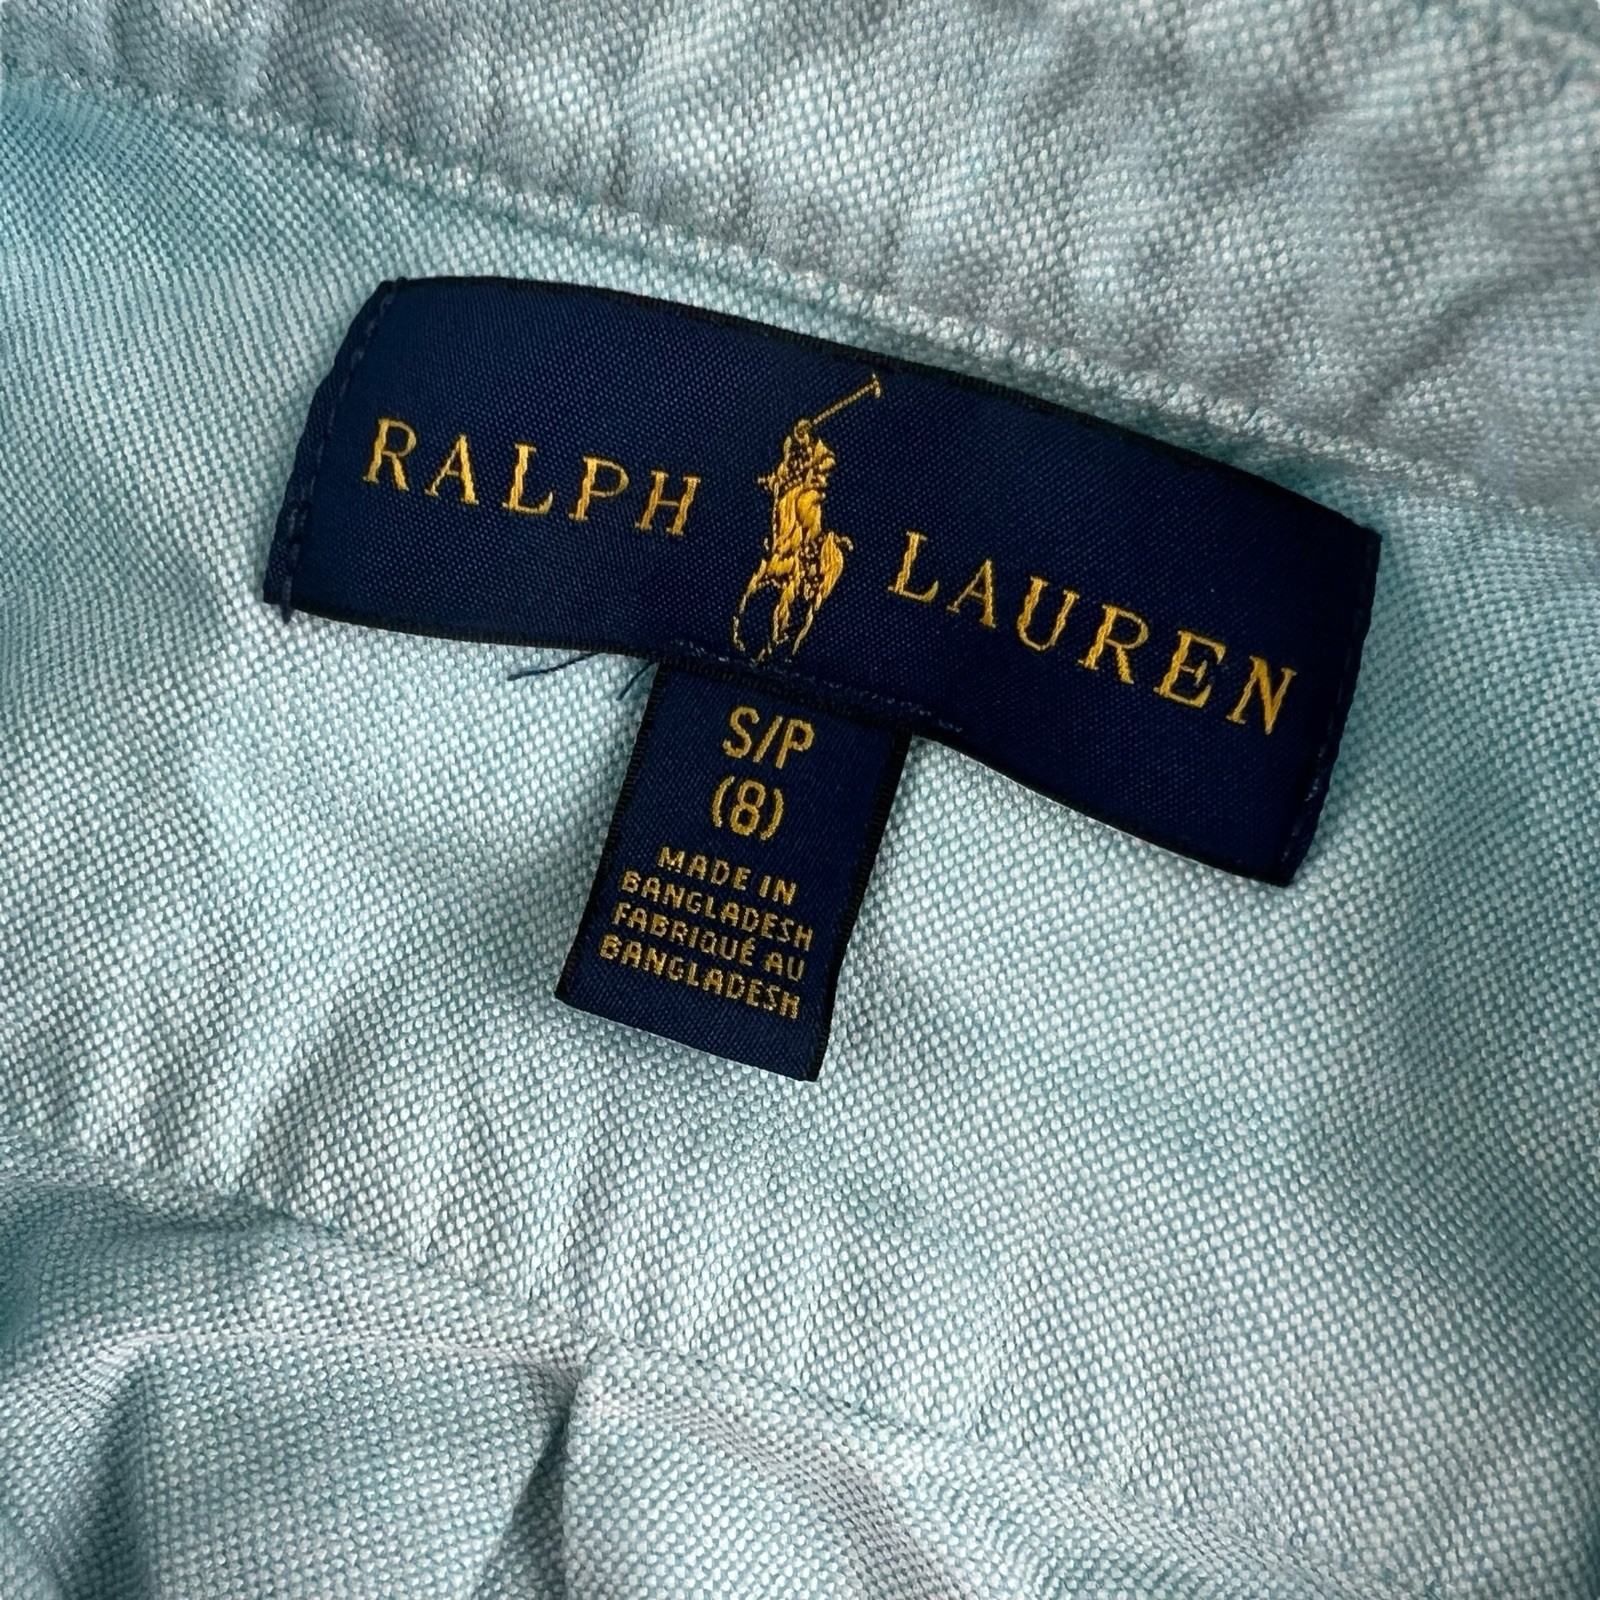 RALPH LAUREN
S/P
(8)
MADE IN
BANGLADESH
FABRIQUÉ AU
BANGLADESH